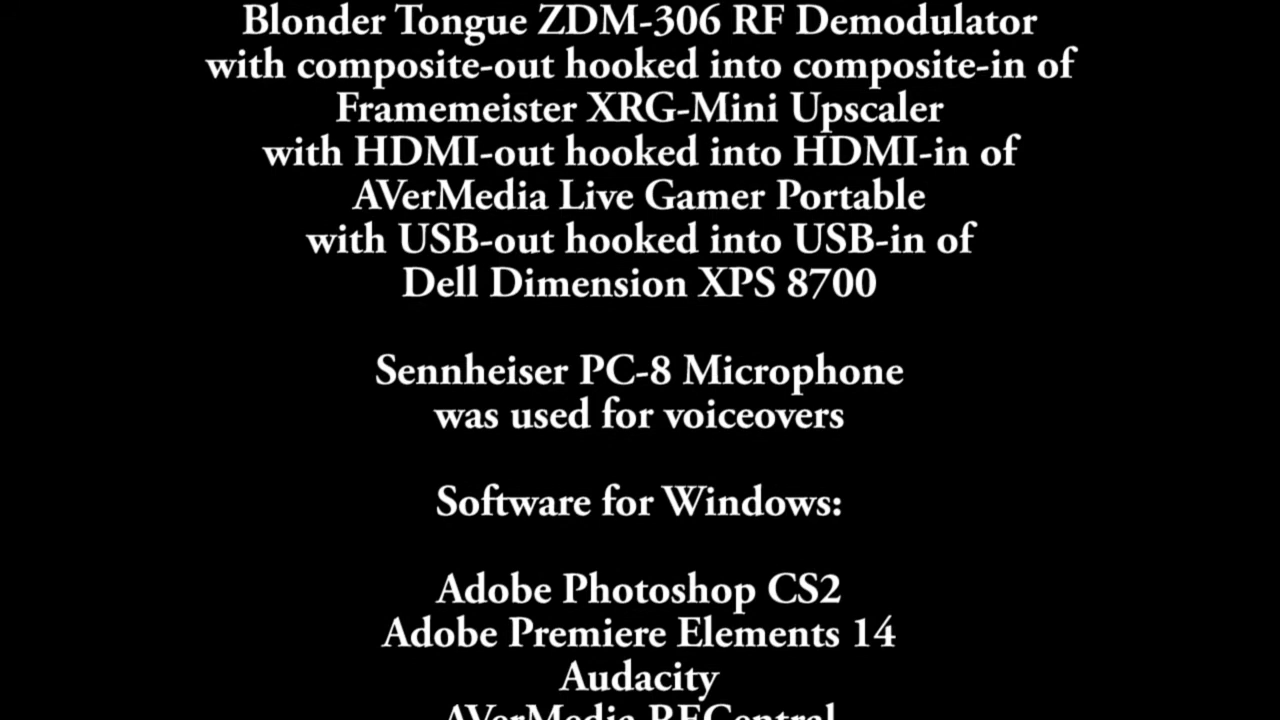 Blonder Tongue ZDM-306 RF Demodulator
with composite-out hooked into composite-in of
Framemeister XRG-Mini Upscaler
with HDMI-out hooked into HDMI-in of
AVerMedia Live Gamer Portable
with USB-out hooked into USB-in of
Dell Dimension XPS 8700
Sennheiser PC-8 Microphone
was used for voiceovers
Software for Windows:
Adobe Photoshop CS2
Adobe Premiere Elements 14
Audacity
AVerMedia RECentral